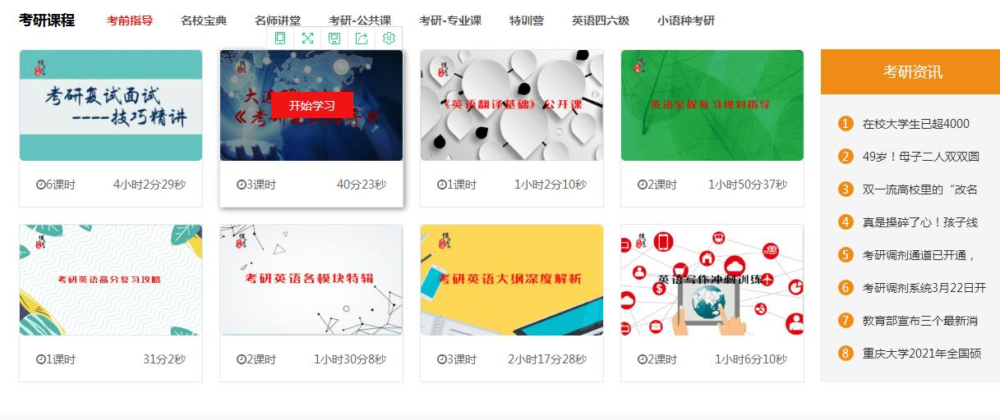 考研课程
考前指导
名校宝典
名师讲堂
考研-公共课
考研-专业课
特训营
英语四六级
小语种考研
考研复试面试
----技巧精讲
6课时
4小时2分29秒
开始学习
3课时
40分23秒
《英语翻译基础》公开课
1课时
1小时2分10秒
英语全程复习规划指导
2课时
1小时50分37秒
考研英语高分复习攻略
1课时
31分2秒
考研英语各模块特辑
2课时
1小时30分8秒
考研英语大纲深度解析
3课时
2小时17分28秒
英语写作冲刺训练
2课时
1小时6分10秒
考研资讯
1 在校大学生已超4000
2 49岁！母子二人双双圆
3 双一流高校里的“改名
4 真是操碎了心！孩子线
5 考研调剂通道已开通，
6 考研调剂系统3月22日开
7 教育部宣布三个最新消
8 重庆大学2021年全国硕